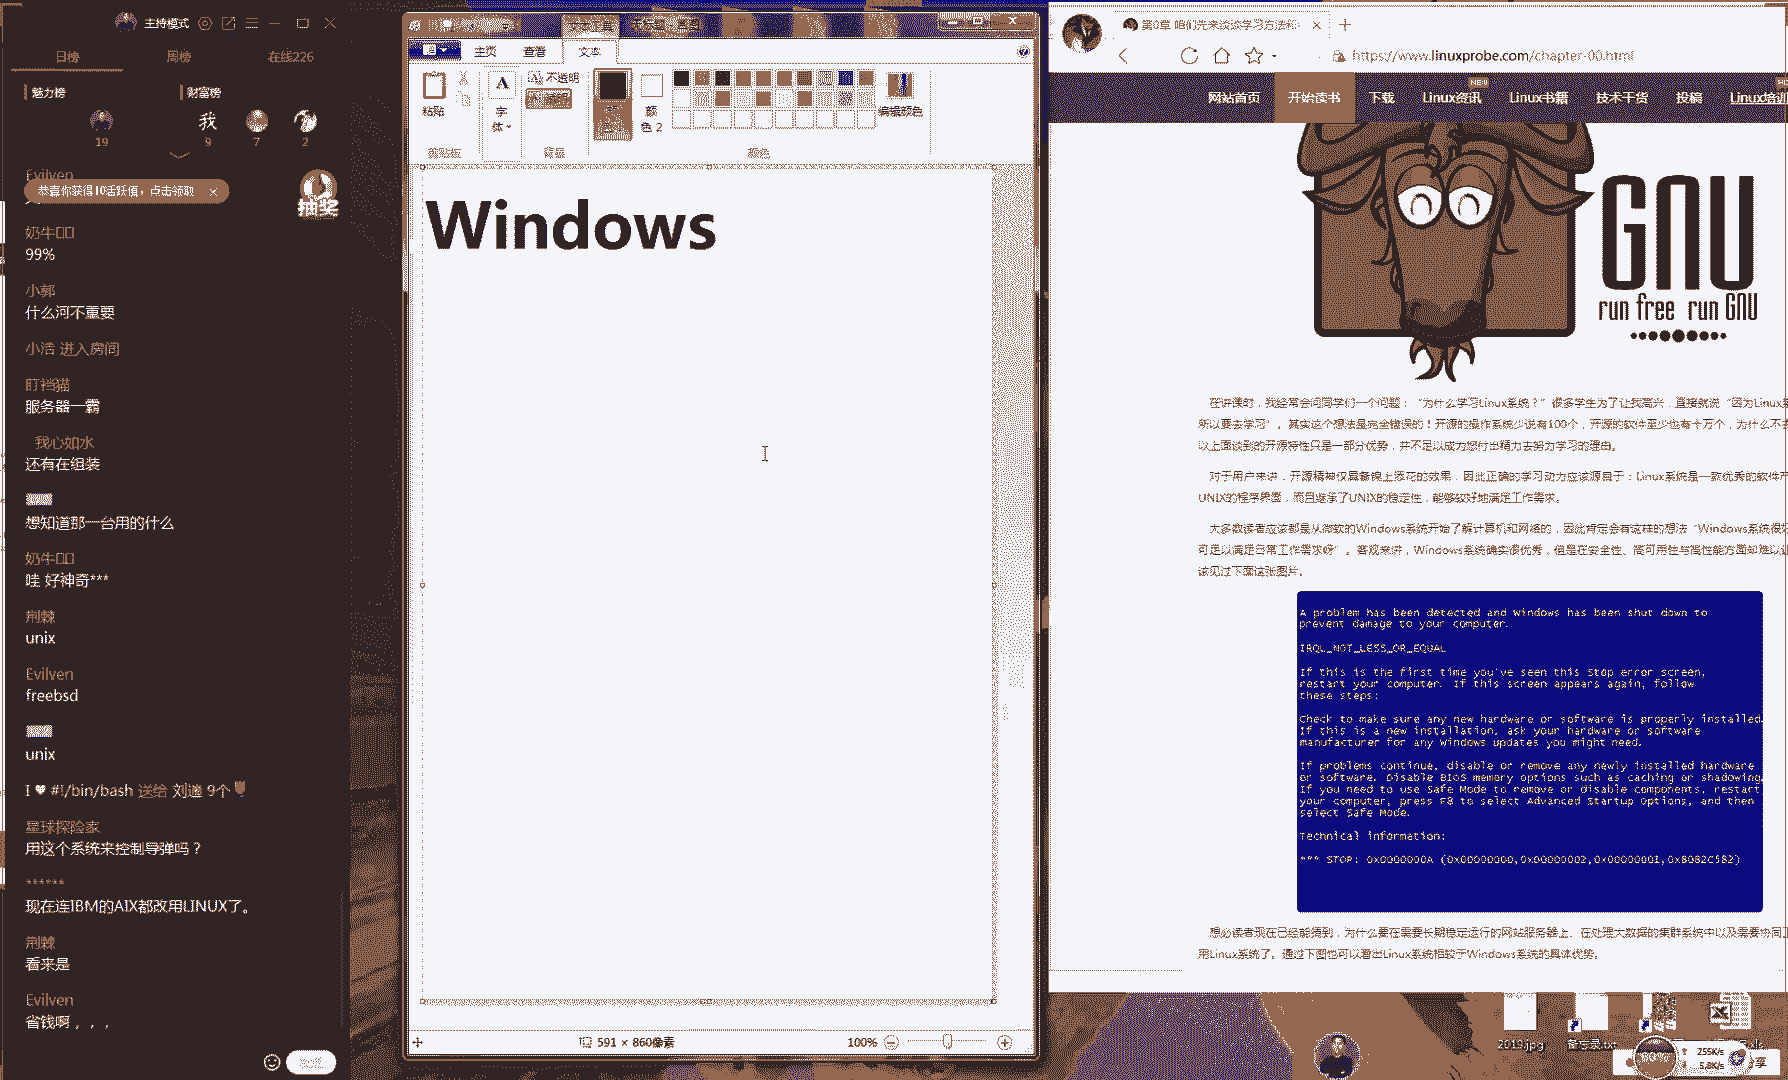 主持模式
日榜
周榜
在线226
魅力榜
财富榜
我
19
9
7
2
Evilven
恭喜你获得10活跃值，点击领取
抽奖
奶牛
99%
小郭
什么河不重要
小浩 进入房间
盯裆猫
服务器一霸
我心如水
还有在组装
想知道那一台用的什么
奶牛
哇 好神奇***
荆棘
unix
Evilven
freebsd
unix
I ♥ #!/bin/bash 送给 刘遄 9个
星球探险家
用这个系统来控制导弹吗？
******
现在连IBM的AIX都改用LINUX了。
荆棘
看来是
Evilven
省钱啊，，，
主页
查看
文本
粘贴
A
字
体
不透明
颜
色 2
编辑颜色
剪贴板
背景
颜色
Windows
591 × 860像素
100%
第0章 咱们先来谈谈学习方法和
https://www.linuxprobe.com/chapter-00.html
网站首页
开始读书
下载
Linux资讯
NEW
Linux书籍
技术干货
投稿
Linux培训
GNU
run free run GNU
在讲课时，我经常会问同学们一个问题：“为什么学习Linux系统？”很多学生为了让我高兴，直接就说“因为Linux系
所以要去学习”。其实这个想法是完全错误的！开源的操作系统少说有100个，开源的软件至少也有十万个，为什么不去
以上面谈到的开源特性只是一部分优势，并不足以成为您付出精力去努力学习的理由。
对于用户来讲，开源精神仅具备锦上添花的效果，因此正确的学习动力应该源自于：Linux系统是一款优秀的软件产
UNIX的程序界面，而且继承了UNIX的稳定性，能够较好地满足工作需求。
大多数读者应该都是从微软的Windows系统开始了解计算机和网络的，因此肯定会有这样的想法“Windows系统很好
可足以满足日常工作需求呀”。客观来讲，Windows系统确实很优秀，但是在安全性、高可用性与高性能方面却难以让
该见过下面这张图片。
A problem has been detected and Windows has been shut down to
prevent damage to your computer.
IRQL_NOT_LESS_OR_EQUAL
If this is the first time you've seen this Stop error screen,
restart your computer. If this screen appears again, follow
these steps:
Check to make sure any new hardware or software is properly installed.
If this is a new installation, ask your hardware or software
manufacturer for any Windows updates you might need.
If problems continue, disable or remove any newly installed hardware
or software. Disable BIOS memory options such as caching or shadowing.
If you need to use Safe Mode to remove or disable components, restart
your computer, press F8 to select Advanced Startup Options, and then
select Safe Mode.
Technical information:
*** STOP: 0x0000000A (0x00000000,0x00000002,0x00000001,0x8082C582)
想必读者现在已经能猜到，为什么要在需要长期稳定运行的网站服务器上、在处理大数据的集群系统中以及需要协同工
用Linux系统了。通过下图也可以看出Linux系统相较于Windows系统的具体优势。
2019.jpg
备忘录.txt
.xls
60%
255K/s
5.8K/s
享